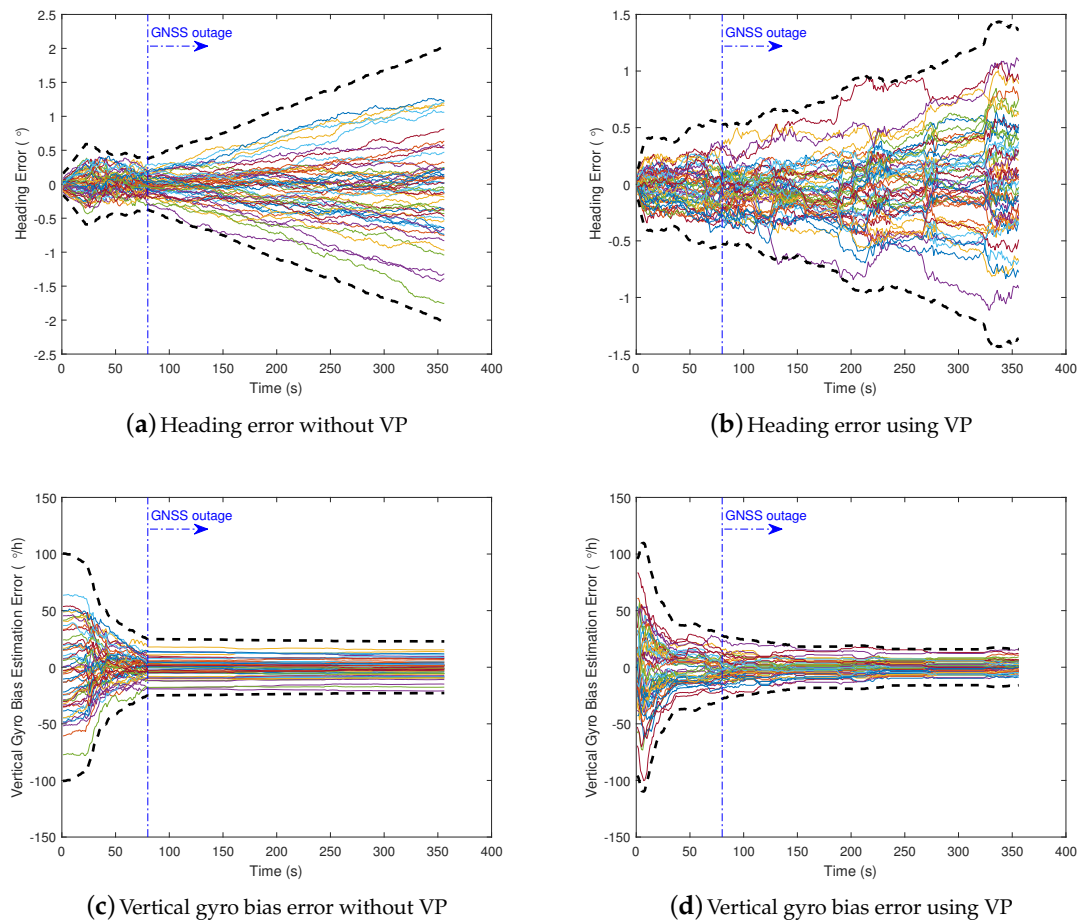 GNSS outage
2.5
2
1.5
1
0.5
0
-0.5
-1
-1.5
-2
-2.5
Heading Error ( °)
0 50 100 150 200 250 300 350 400
Time (s)
(a) Heading error without VP
GNSS outage
1.5
1
0.5
0
-0.5
-1
-1.5
Heading Error ( °)
0 50 100 150 200 250 300 350 400
Time (s)
(b) Heading error using VP
GNSS outage
150
100
50
0
-50
-100
-150
Vertical Gyro Bias Estimation Error ( °/h)
0 50 100 150 200 250 300 350 400
Time (s)
(c) Vertical gyro bias error without VP
GNSS outage
150
100
50
0
-50
-100
-150
Vertical Gyro Bias Estimation Error ( °/h)
0 50 100 150 200 250 300 350 400
Time (s)
(d) Vertical gyro bias error using VP